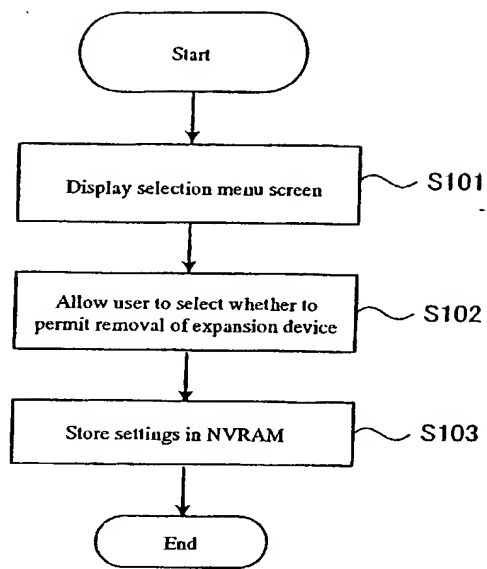 Start
Display selection menu screen
S101
Allow user to select whether to
permit removal of expansion device
S102
Store settings in NVRAM
S103
End